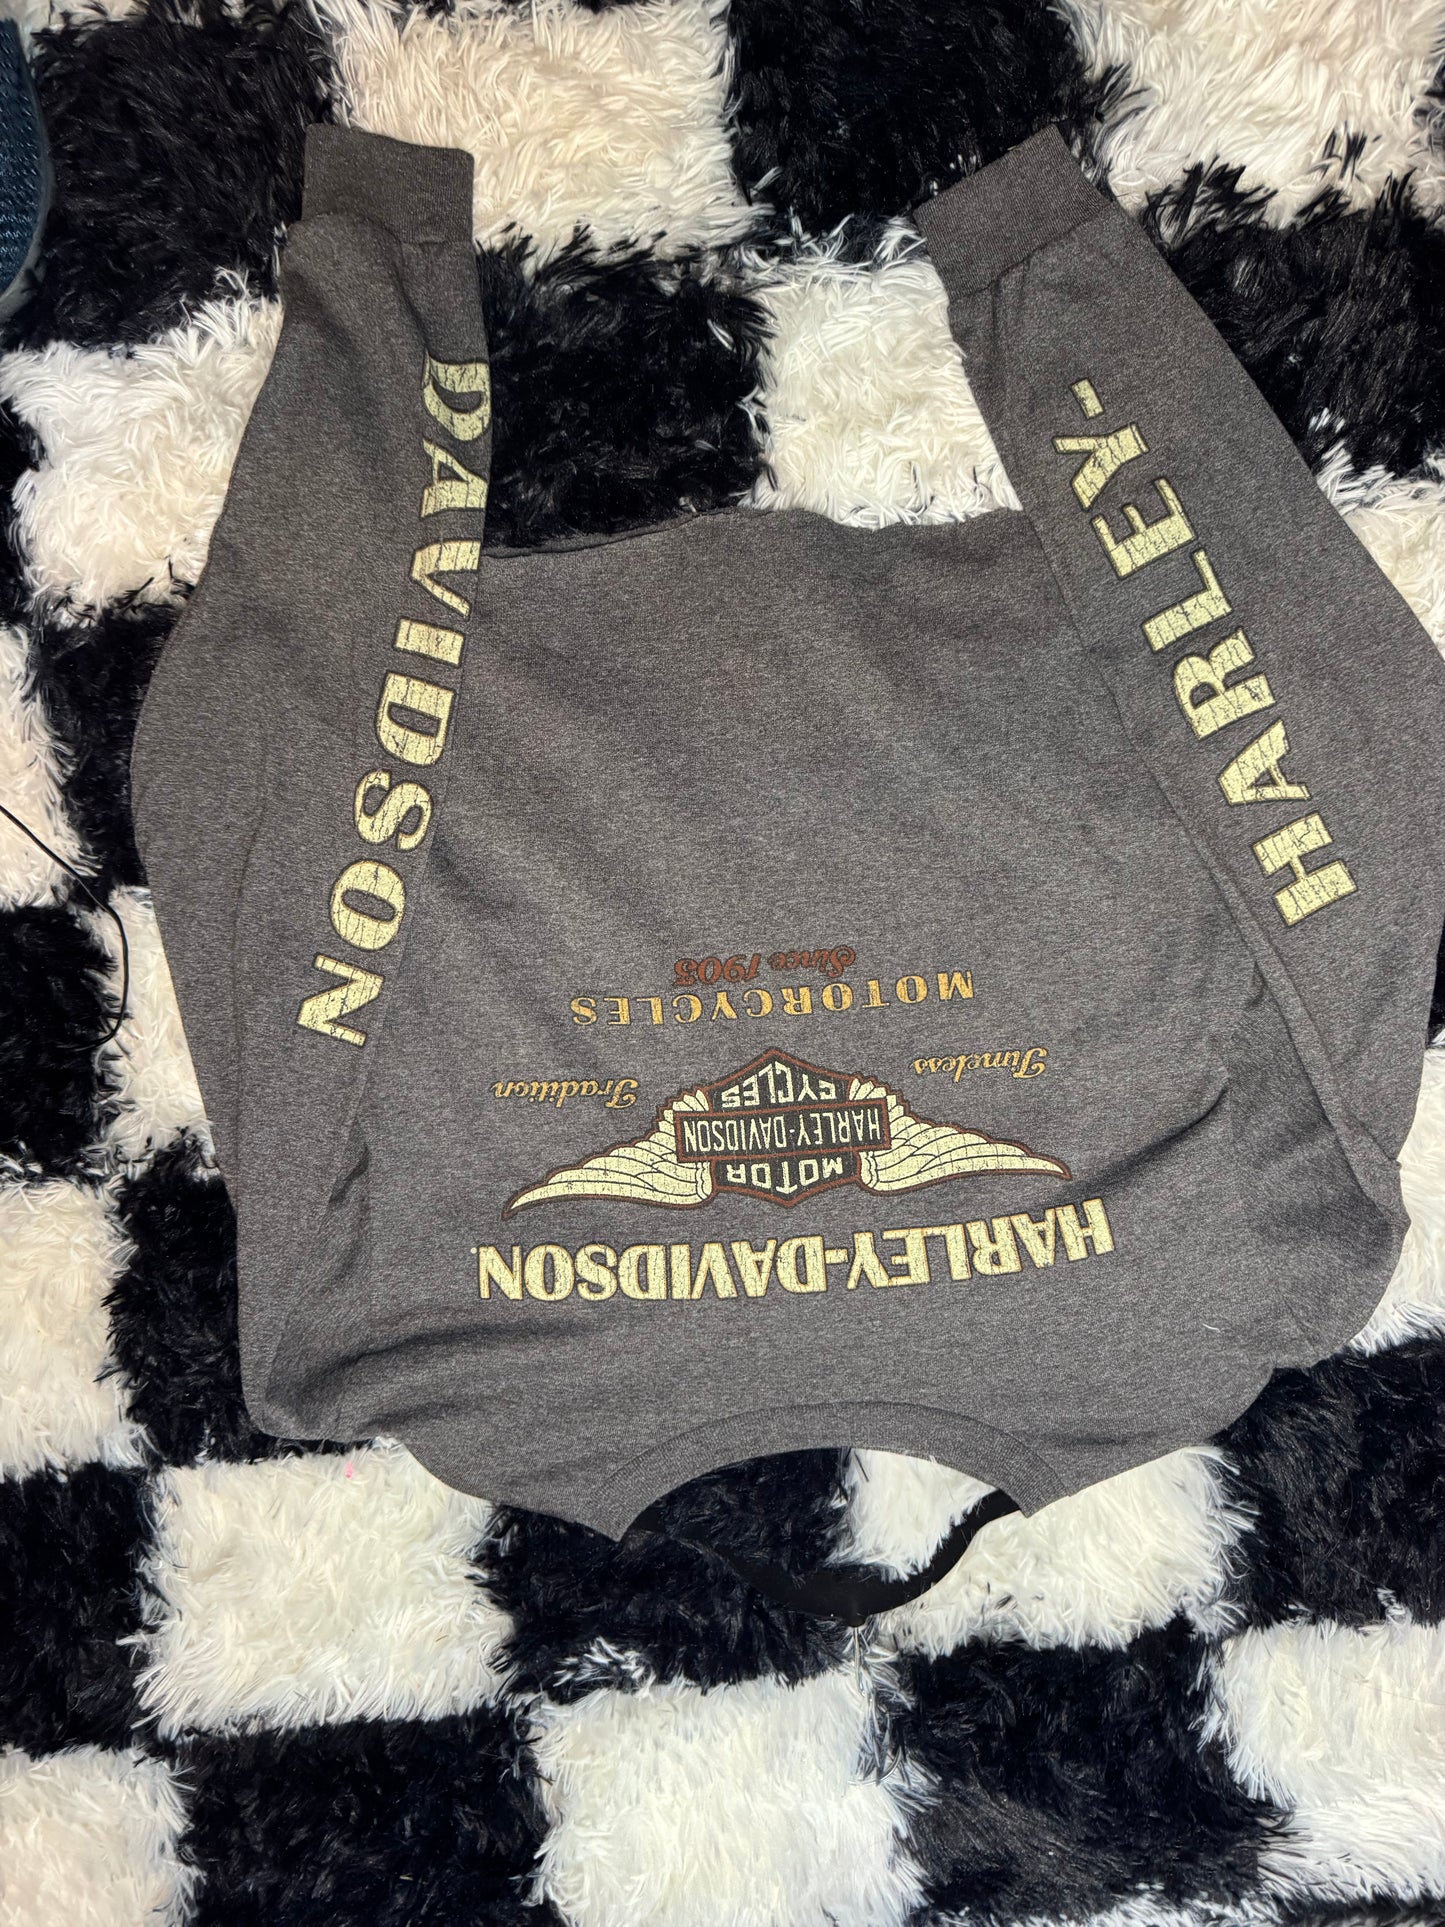 HARLEY-DAVIDSON
MOTOR
HARLEY-DAVIDSON
CYCLES
Timeless Tradition
MOTORCYCLES
Since 1903
HARLEY-
DAVIDSON